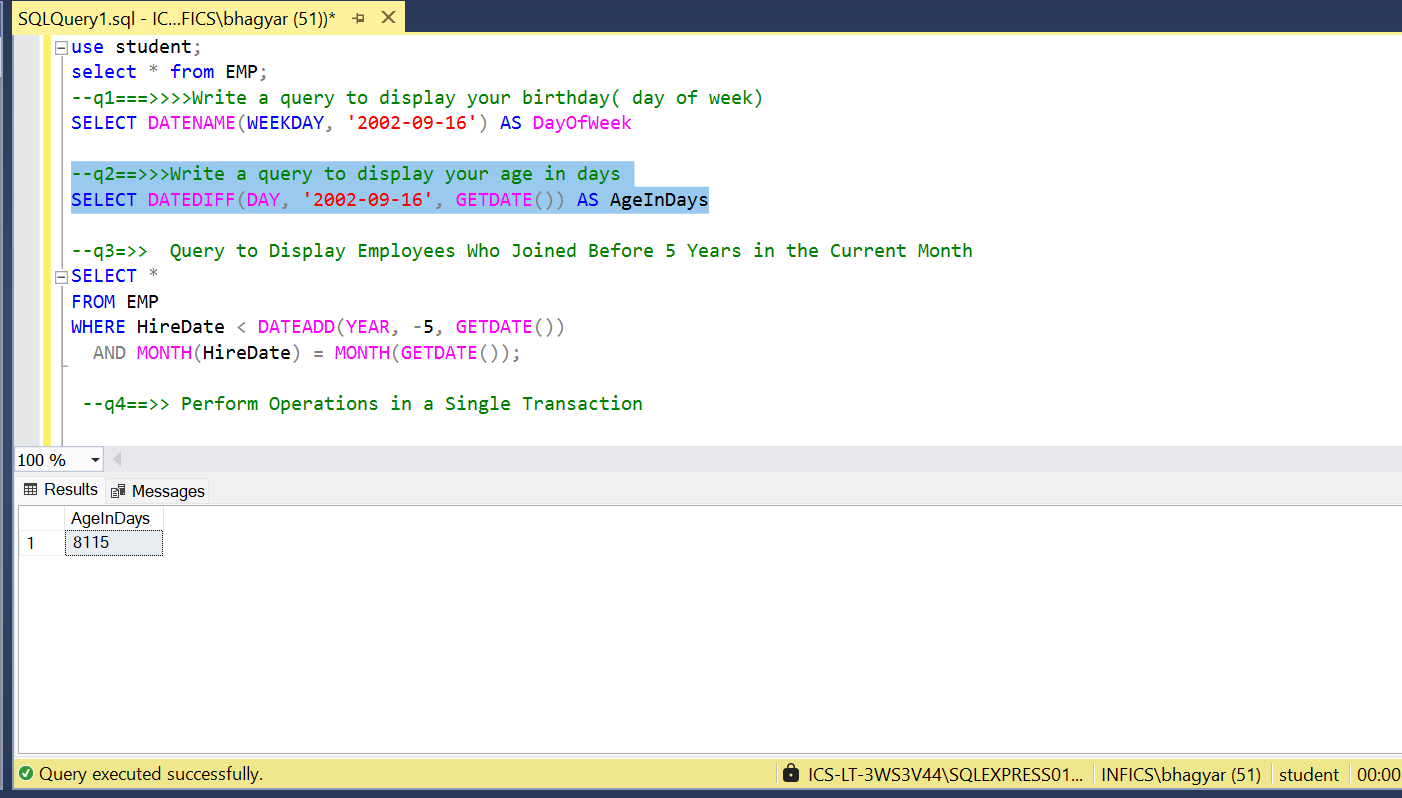 SQLQuery1.sql - IC...FICS\bhagyar (51))*
use student;
select * from EMP;
--q1===>>>>Write a query to display your birthday( day of week)
SELECT DATENAME(WEEKDAY, '2002-09-16') AS DayOfWeek
--q2==>>>Write a query to display your age in days
SELECT DATEDIFF(DAY, '2002-09-16', GETDATE()) AS AgeInDays
--q3=>>  Query to Display Employees Who Joined Before 5 Years in the Current Month
SELECT *
FROM EMP
WHERE HireDate < DATEADD(YEAR, -5, GETDATE())
AND MONTH(HireDate) = MONTH(GETDATE());
--q4==>> Perform Operations in a Single Transaction
100 %
Results Messages
AgeInDays
1 8115
Query executed successfully. ICS-LT-3WS3V44\SQLEXPRESS01... INFICS\bhagyar (51) student 00:00